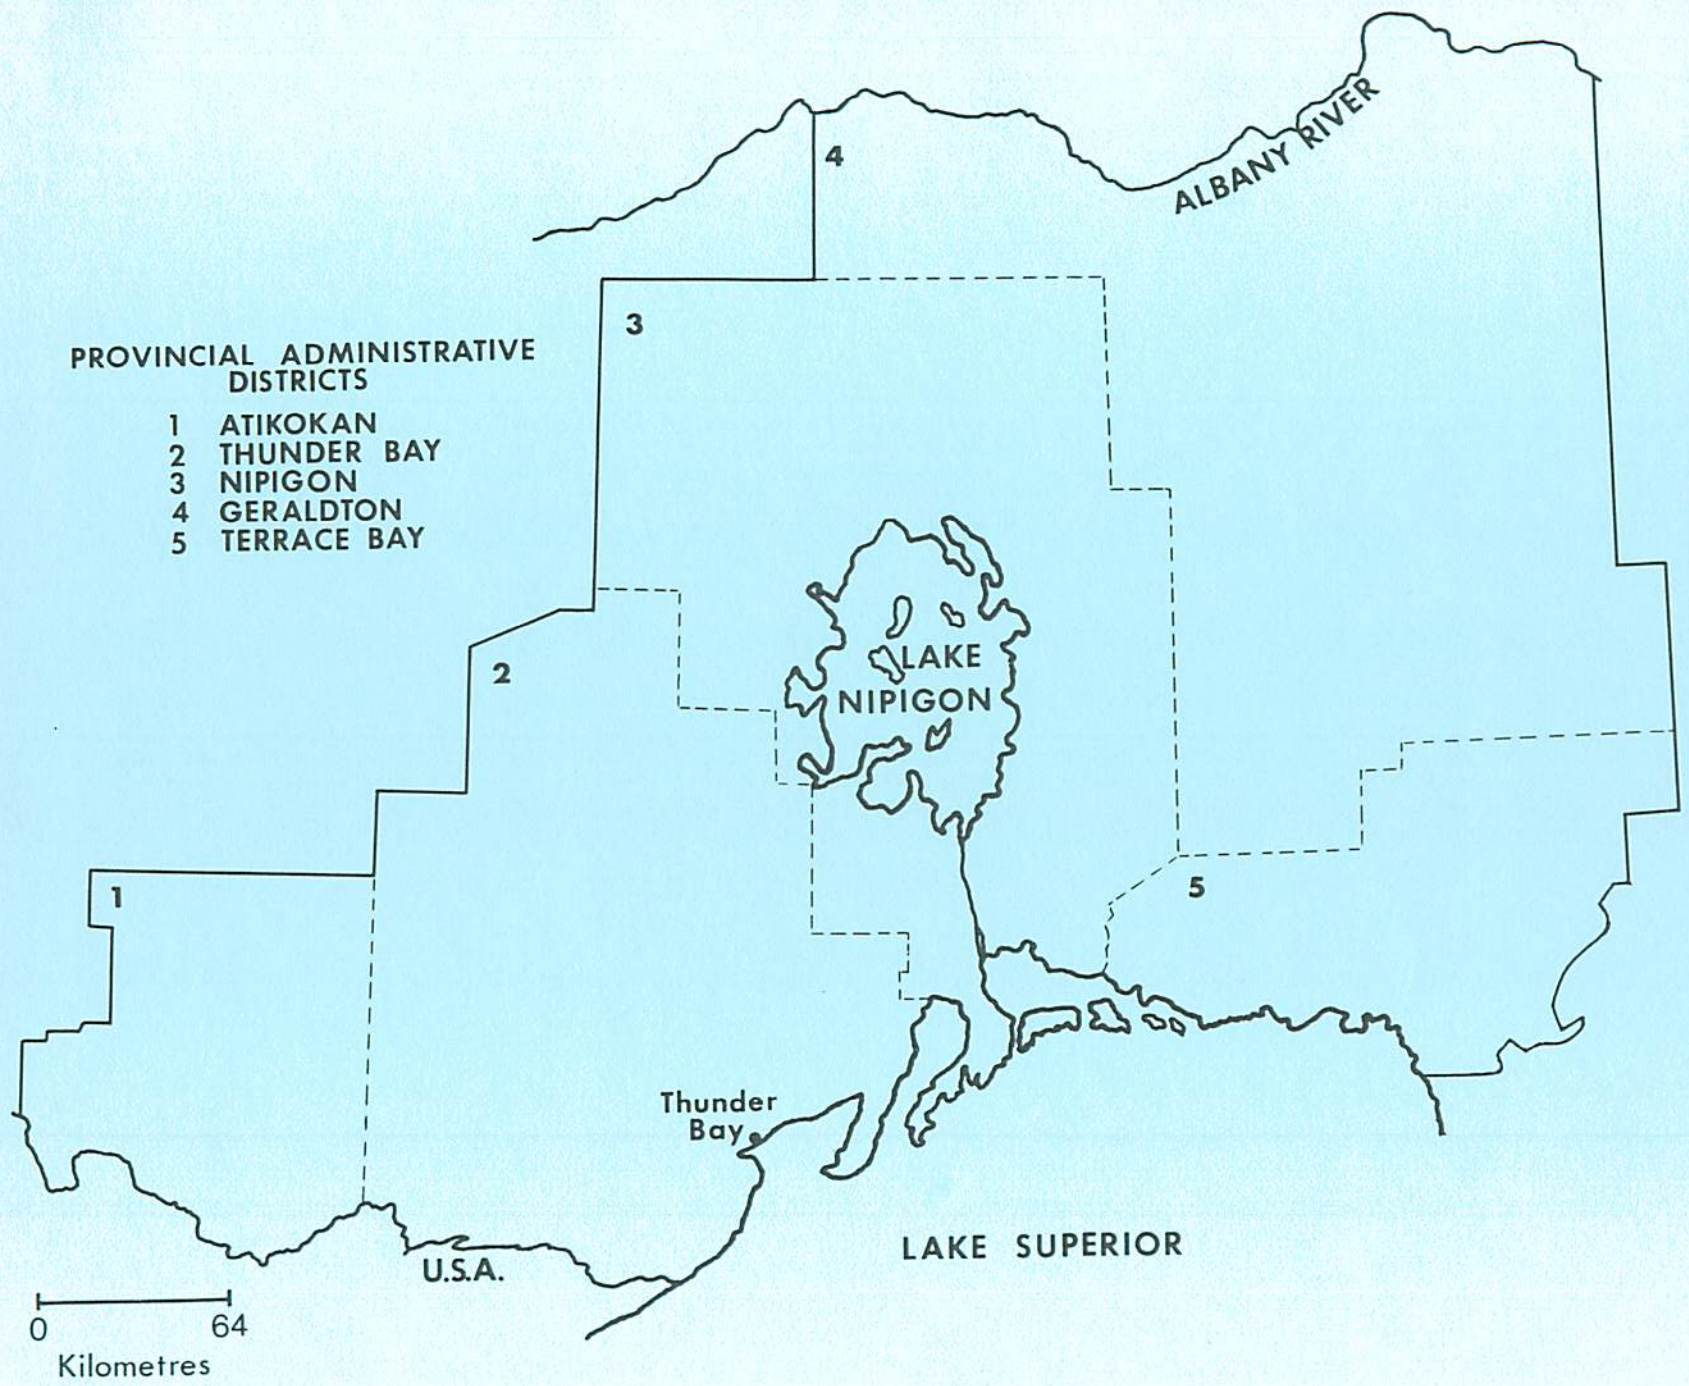 4
ALBANY RIVER
3
PROVINCIAL ADMINISTRATIVE
DISTRICTS
1 ATIKOKAN
2 THUNDER BAY
3 NIPIGON
4 GERALDTON
5 TERRACE BAY
LAKE
NIPIGON
2
1
5
Thunder
Bay
LAKE SUPERIOR
U.S.A.
0 64
Kilometres